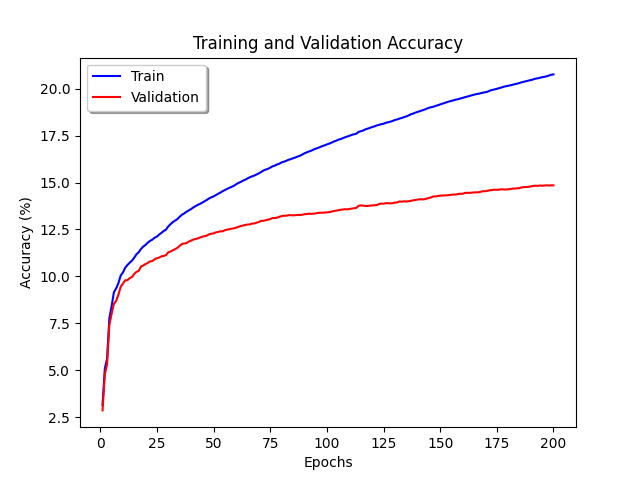 Training and Validation Accuracy
Train
Validation
Accuracy (%)
20.0
17.5
15.0
12.5
10.0
7.5
5.0
2.5
0 25 50 75 100 125 150 175 200
Epochs